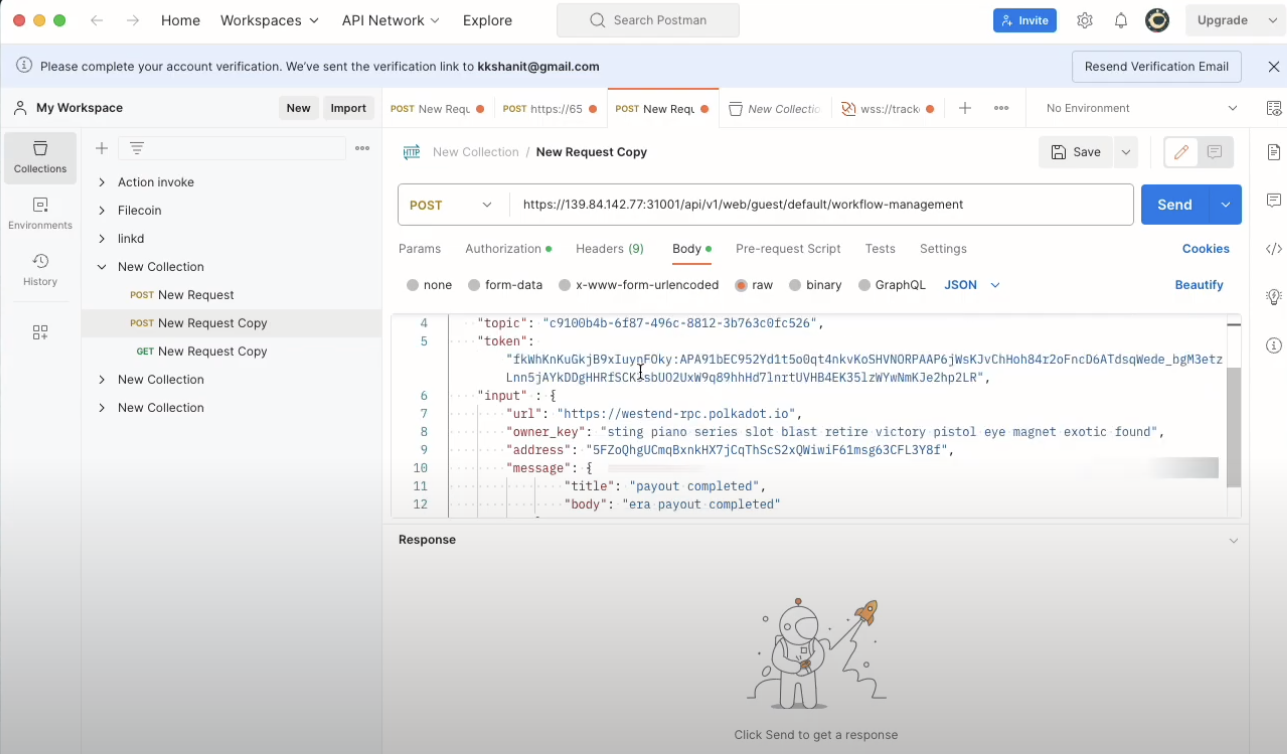 Home Workspaces API Network Explore Search Postman Invite Upgrade
Please complete your account verification. We've sent the verification link to kkshanit@gmail.com Resend Verification Email
My Workspace New Import POST New Requ POST https://65 POST New Requ New Collectio wss://track No Environment
HTTP New Collection / New Request Copy Save
Collections
Environments
History
Action invoke
Filecoin
linkd
New Collection
POST New Request
POST New Request Copy
GET New Request Copy
New Collection
New Collection
POST https://139.84.142.77:31001/api/v1/web/guest/default/workflow-management Send
Params Authorization Headers (9) Body Pre-request Script Tests Settings Cookies
none form-data x-www-form-urlencoded raw binary GraphQL JSON Beautify
4 "topic": "c9100b4b-6f87-496c-8812-3b763c0fc526",
5 "token":
6 "input" : {
7 "url": "https://westend-rpc.polkadot.io",
8 "owner_key": "sting piano series slot blast retire victory pistol eye magnet exotic found",
9 "address": "5FZoQhgUCmqBxnkHX7jCqThScS2xQWiwiF61msg63CFL3Y8f",
10 "message": {
11 "title": "payout completed",
12 "body": "era payout completed"
Response
Click Send to get a response